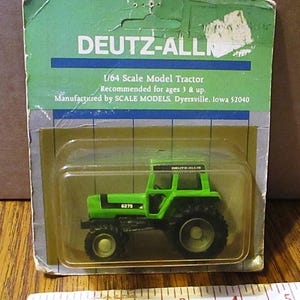 DEUTZ-ALLIS
1/64 Scale Model Tractor
Recommended for ages 3 & up.
Manufactured by SCALE MODELS, Dyersville, Iowa 52040
DEUTZ-ALLIS
6275